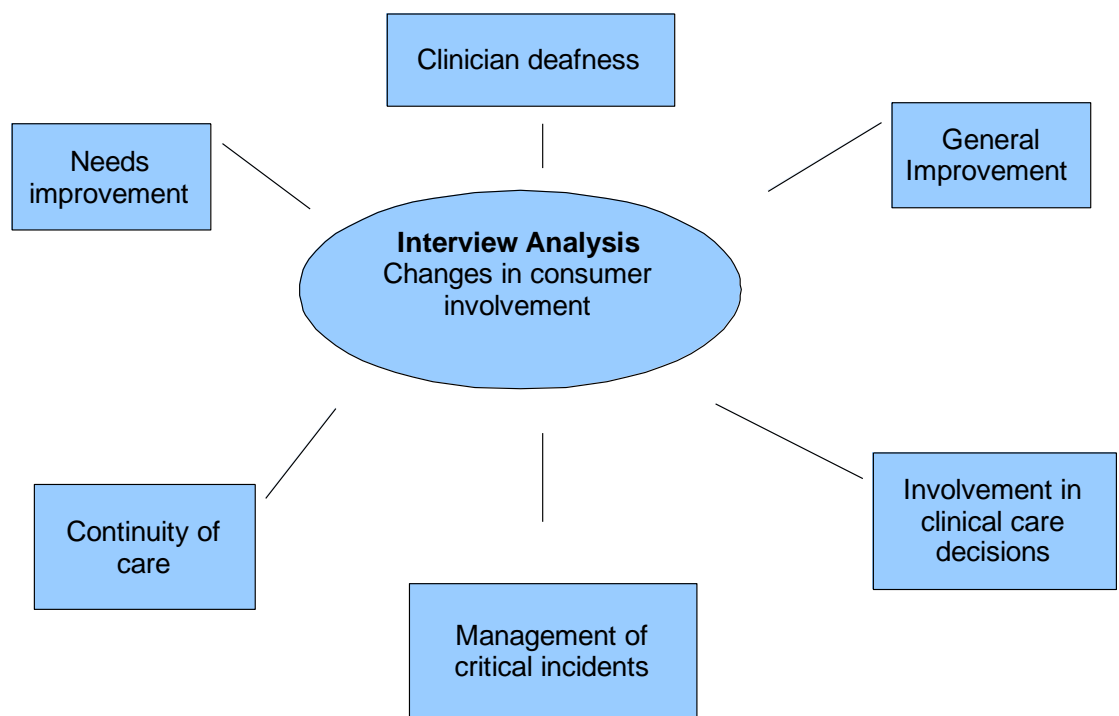 Clinician deafness
Needs
improvement
General
Improvement
Interview Analysis
Changes in consumer
involvement
Continuity of
care
Involvement in
clinical care
decisions
Management of
critical incidents